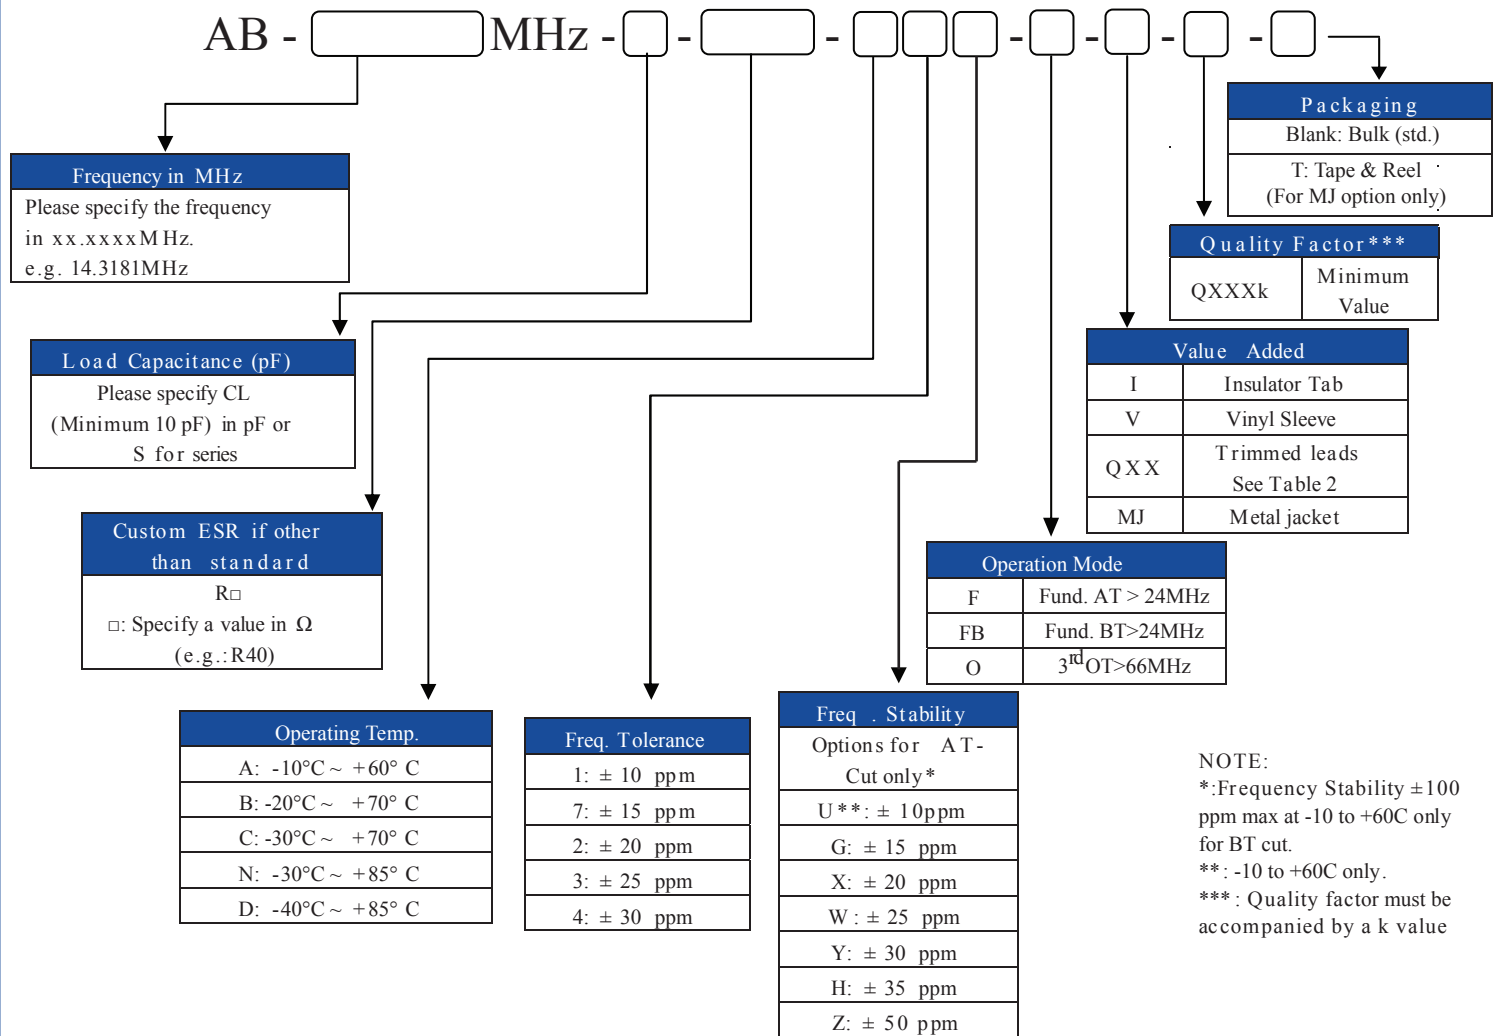 AB - MHz - - - - - - -
Packaging
Blank: Bulk (std.)
T: Tape & Reel
(For MJ option only)
Frequency in MHz
Please specify the frequency
in xx.xxxxMHz.
e.g. 14.3181MHz
Quality Factor***
QXXXk
Minimum
Value
Load Capacitance (pF)
Please specify CL
(Minimum 10 pF) in pF or
S for series
Value Added
I Insulator Tab
V Vinyl Sleeve
QXX Trimmed leads
See Table 2
MJ Metal jacket
Custom ESR if other
than standard
R□
□: Specify a value in Ω
(e.g.:R40)
Operation Mode
F Fund. AT > 24MHz
FB Fund. BT>24MHz
O 3rd OT>66MHz
Operating Temp.
A: -10°C ~ +60° C
B: -20°C ~ +70° C
C: -30°C ~ +70° C
N: -30°C ~ +85° C
D: -40°C ~ +85° C
Freq. Tolerance
1: ± 10 ppm
7: ± 15 ppm
2: ± 20 ppm
3: ± 25 ppm
4: ± 30 ppm
Freq . Stability
Options for AT-
Cut only*
U**: ± 10ppm
G: ± 15 ppm
X: ± 20 ppm
W : ± 25 ppm
Y: ± 30 ppm
H: ± 35 ppm
Z: ± 50 ppm
NOTE:
*:Frequency Stability ±100
ppm max at -10 to +60C only
for BT cut.
**: -10 to +60C only.
***: Quality factor must be
accompanied by a k value